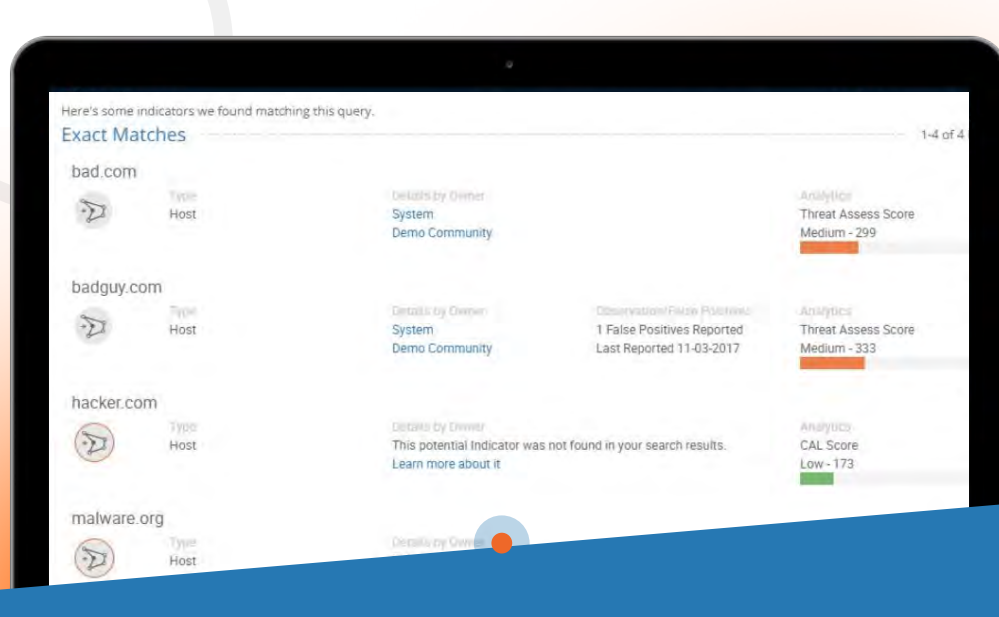 Here's some indicators we found matching this query.
Exact Matches 1-4 of 4
bad.com
Type Details by Owner Analytics
Host System Threat Assess Score
Demo Community Medium - 299
badguy.com
Type Details by Owner Observation/False Positives Analytics
Host System 1 False Positives Reported Threat Assess Score
Demo Community Last Reported 11-03-2017 Medium - 333
hacker.com
Type Details by Owner Analytics
Host This potential Indicator was not found in your search results. CAL Score
Learn more about it Low - 173
malware.org
Type Details by Owner
Host